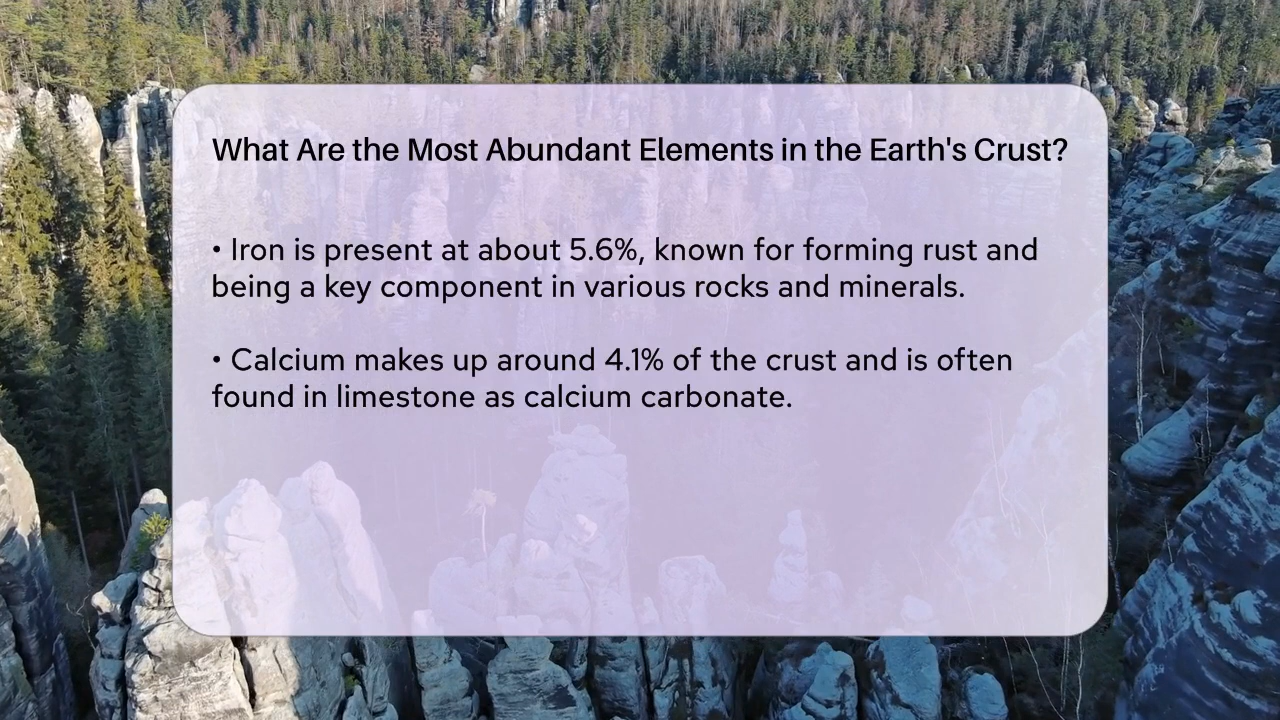 What Are the Most Abundant Elements in the Earth's Crust?
• Iron is present at about 5.6%, known for forming rust and
being a key component in various rocks and minerals.
• Calcium makes up around 4.1% of the crust and is often
found in limestone as calcium carbonate.